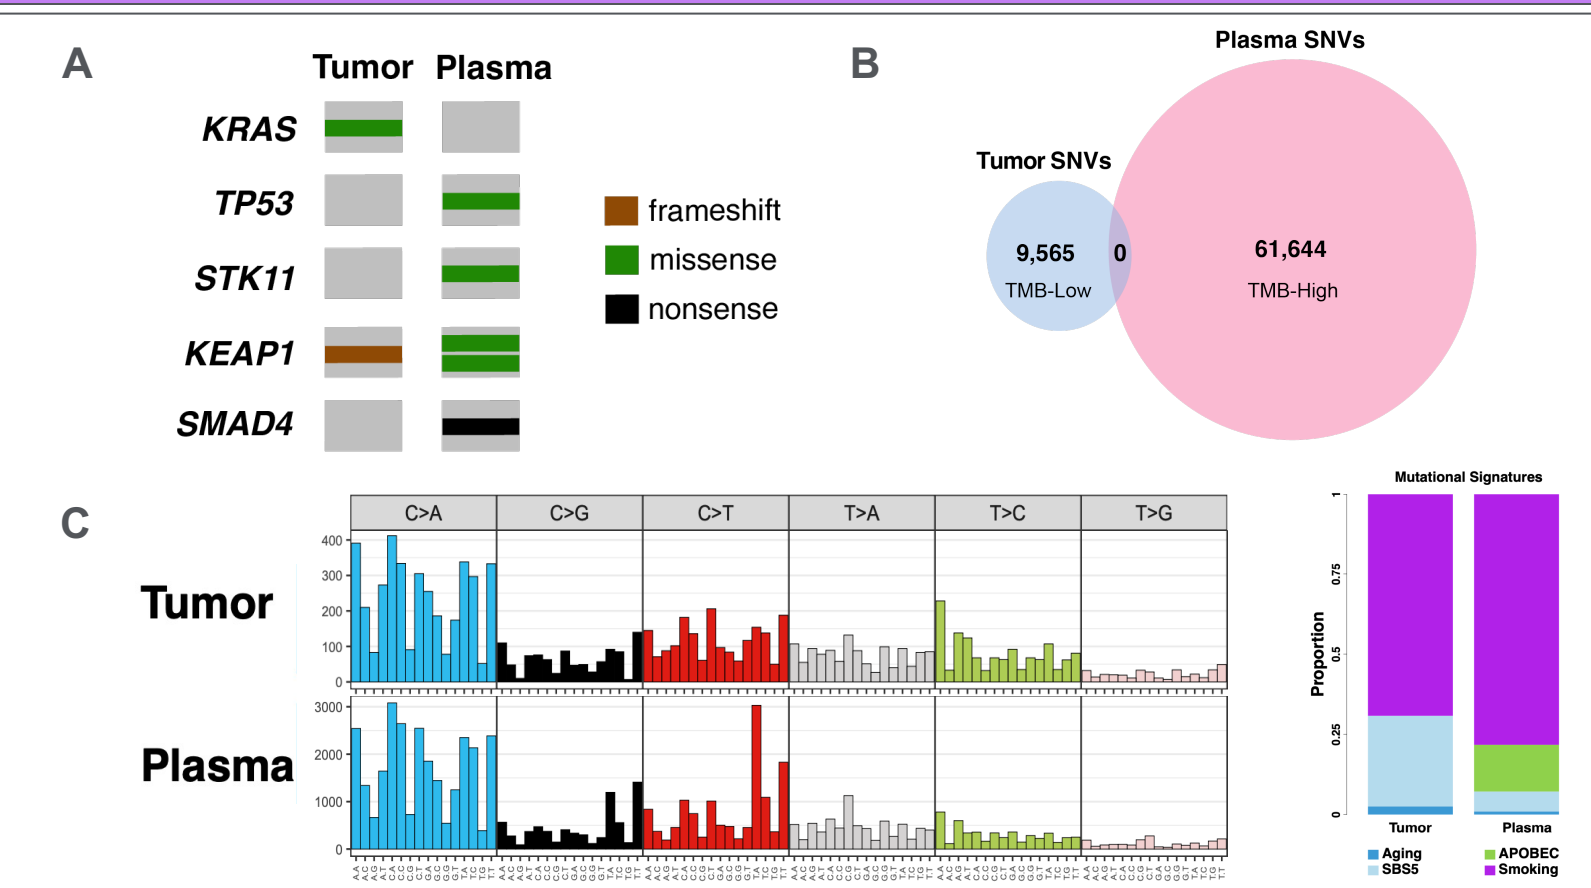 A
Tumor Plasma
KRAS
TP53
STK11
KEAP1
SMAD4
frameshift
missense
nonsense
B
Plasma SNVs
Tumor SNVs
9,565
0
61,644
TMB-Low
TMB-High
C
C>A C>G C>T T>A T>C T>G
Tumor
400
300
200
100
0
Plasma
3000
2000
1000
0
Mutational Signatures
Proportion
1
0.75
0.5
0.25
0
Tumor Plasma
Aging
SBS5
APOBEC
Smoking